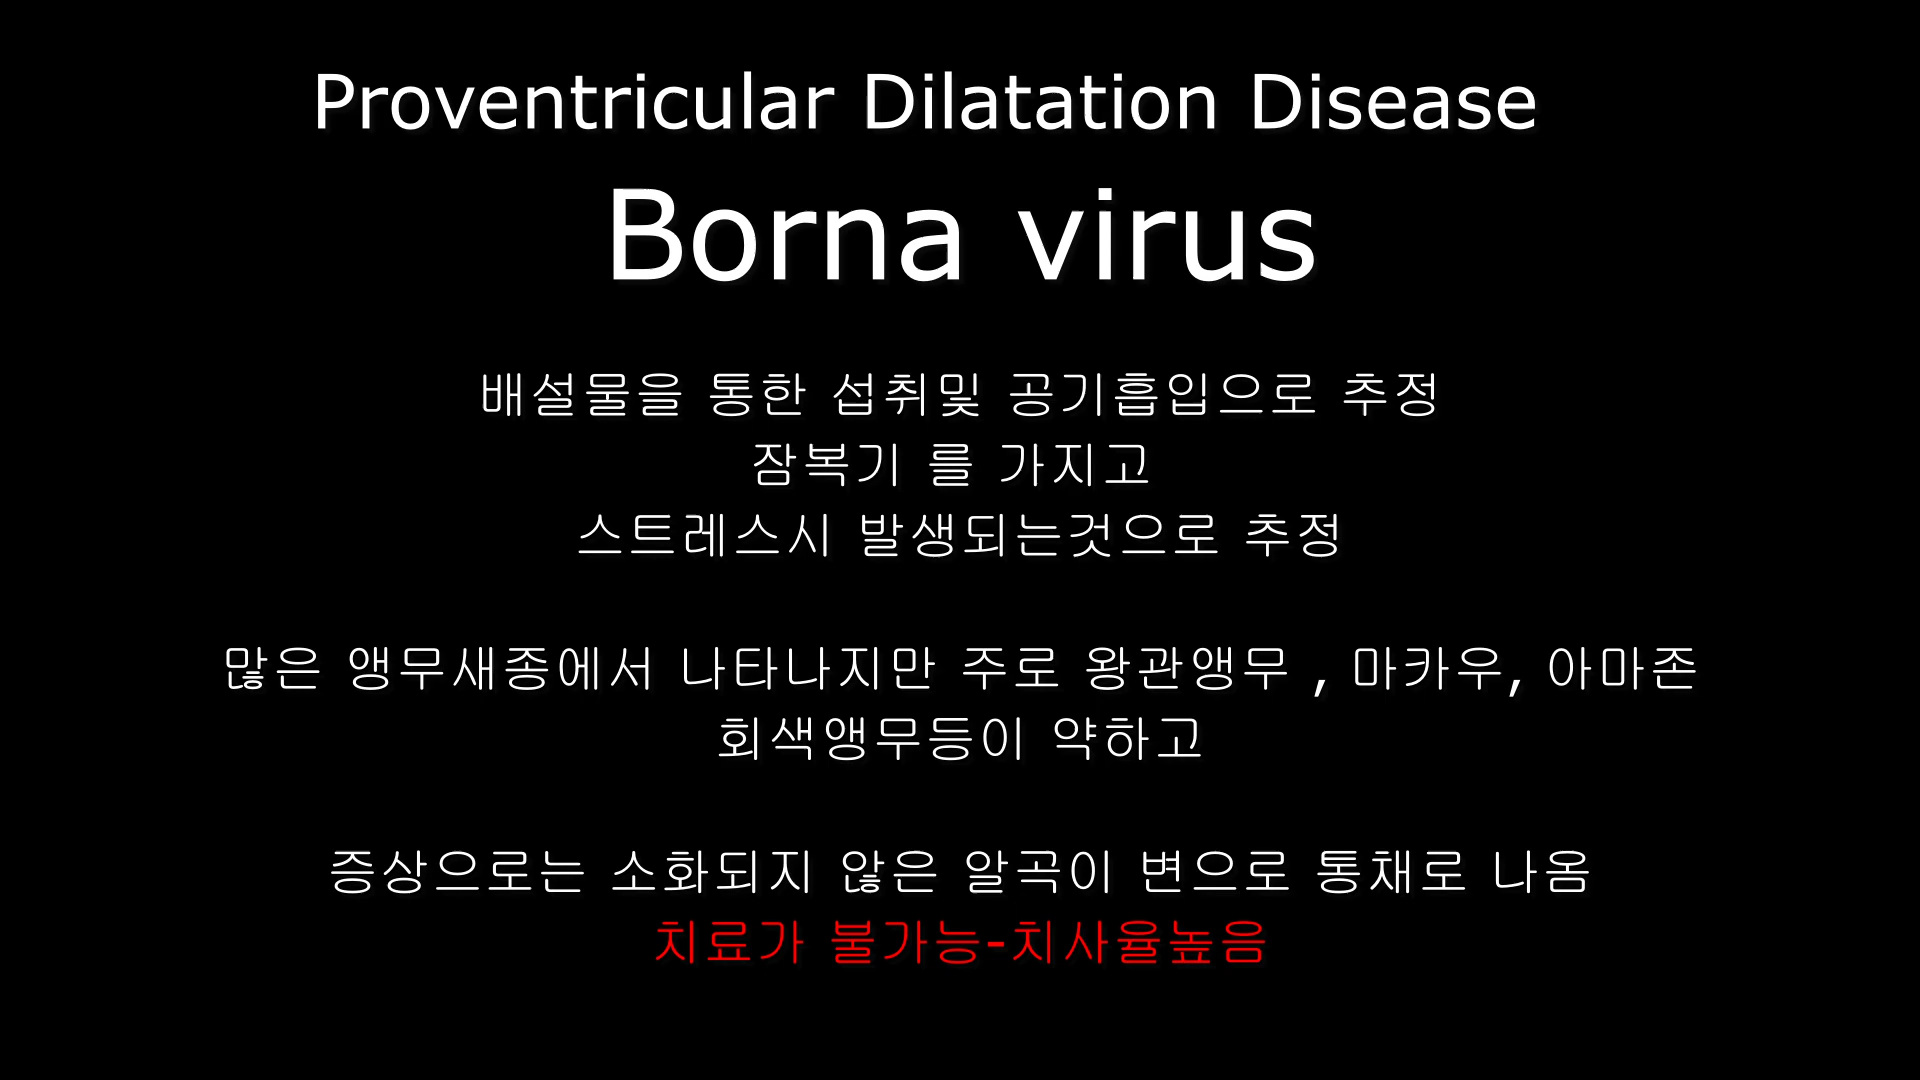 Proventricular Dilatation Disease
Borna virus
배설물을 통한 섭취및 공기흡입으로 추정
잠복기 를 가지고
스트레스시 발생되는것으로 추정
많은 앵무새종에서 나타나지만 주로 왕관앵무 , 마카우, 아마존
회색앵무등이 약하고
증상으로는 소화되지 않은 알곡이 변으로 통채로 나옴
치료가 불가능-치사율높음